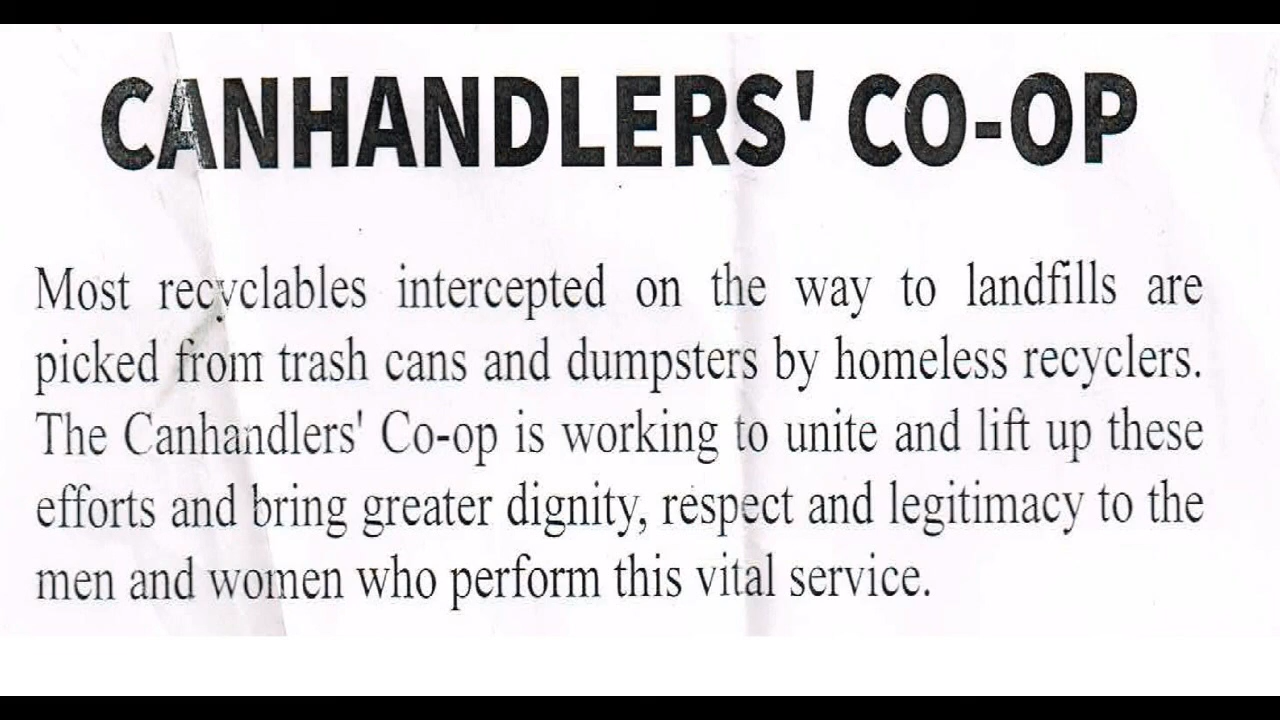 CANHANDLERS' CO-OP
Most recyclables intercepted on the way to landfills are
picked from trash cans and dumpsters by homeless recyclers.
The Canhandlers' Co-op is working to unite and lift up these
efforts and bring greater dignity, respect and legitimacy to the
men and women who perform this vital service.